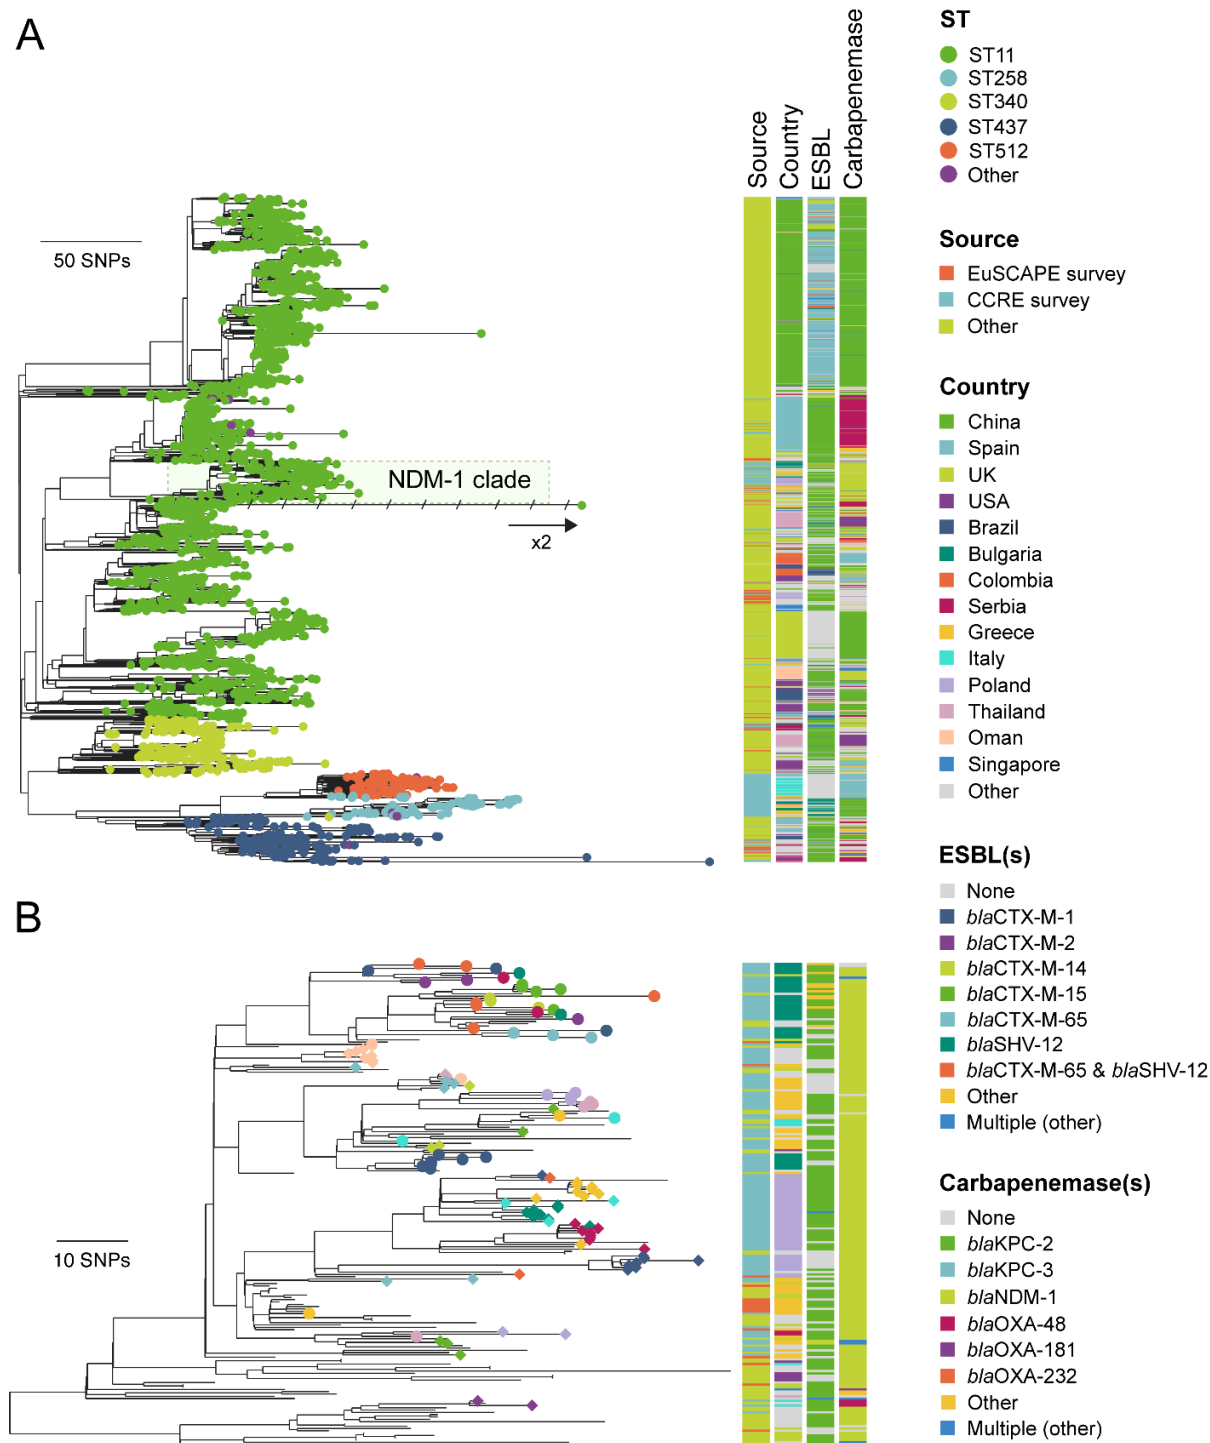 A
50 SNPs
NDM-1 clade
x2
Source
Country
ESBL
Carbapenemase
ST
ST11
ST258
ST340
ST437
ST512
Other
Source
EuSCAPE survey
CCRE survey
Other
Country
China
Spain
UK
USA
Brazil
Bulgaria
Colombia
Serbia
Greece
Italy
Poland
Thailand
Oman
Singapore
Other
B
10 SNPs
ESBL(s)
None
blaCTX-M-1
blaCTX-M-2
blaCTX-M-14
blaCTX-M-15
blaCTX-M-65
blaSHV-12
blaCTX-M-65 & blaSHV-12
Other
Multiple (other)
Carbapenemase(s)
None
blaKPC-2
blaKPC-3
blaNDM-1
blaOXA-48
blaOXA-181
blaOXA-232
Other
Multiple (other)